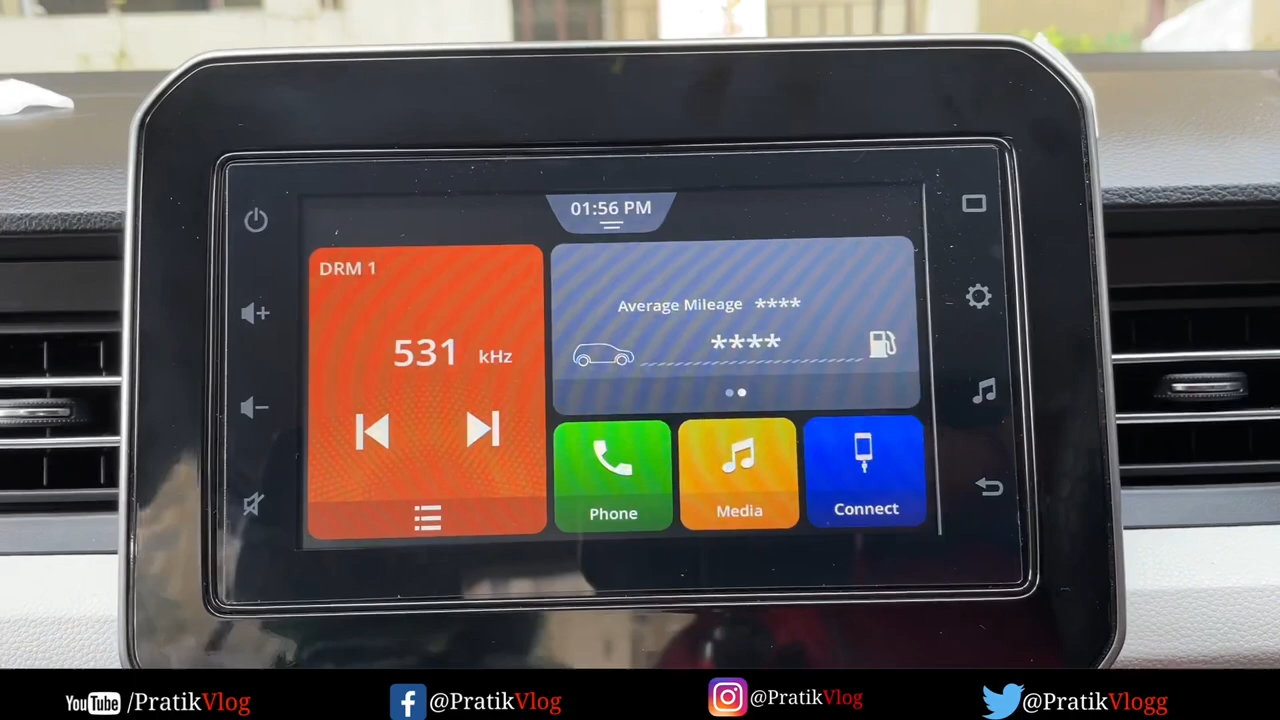 01:56 PM
DRM 1
531 kHz
Average Mileage ****
****
Phone
Media
Connect
YouTube /PratikVlog
@PratikVlog
@PratikVlog
@PratikVlogg